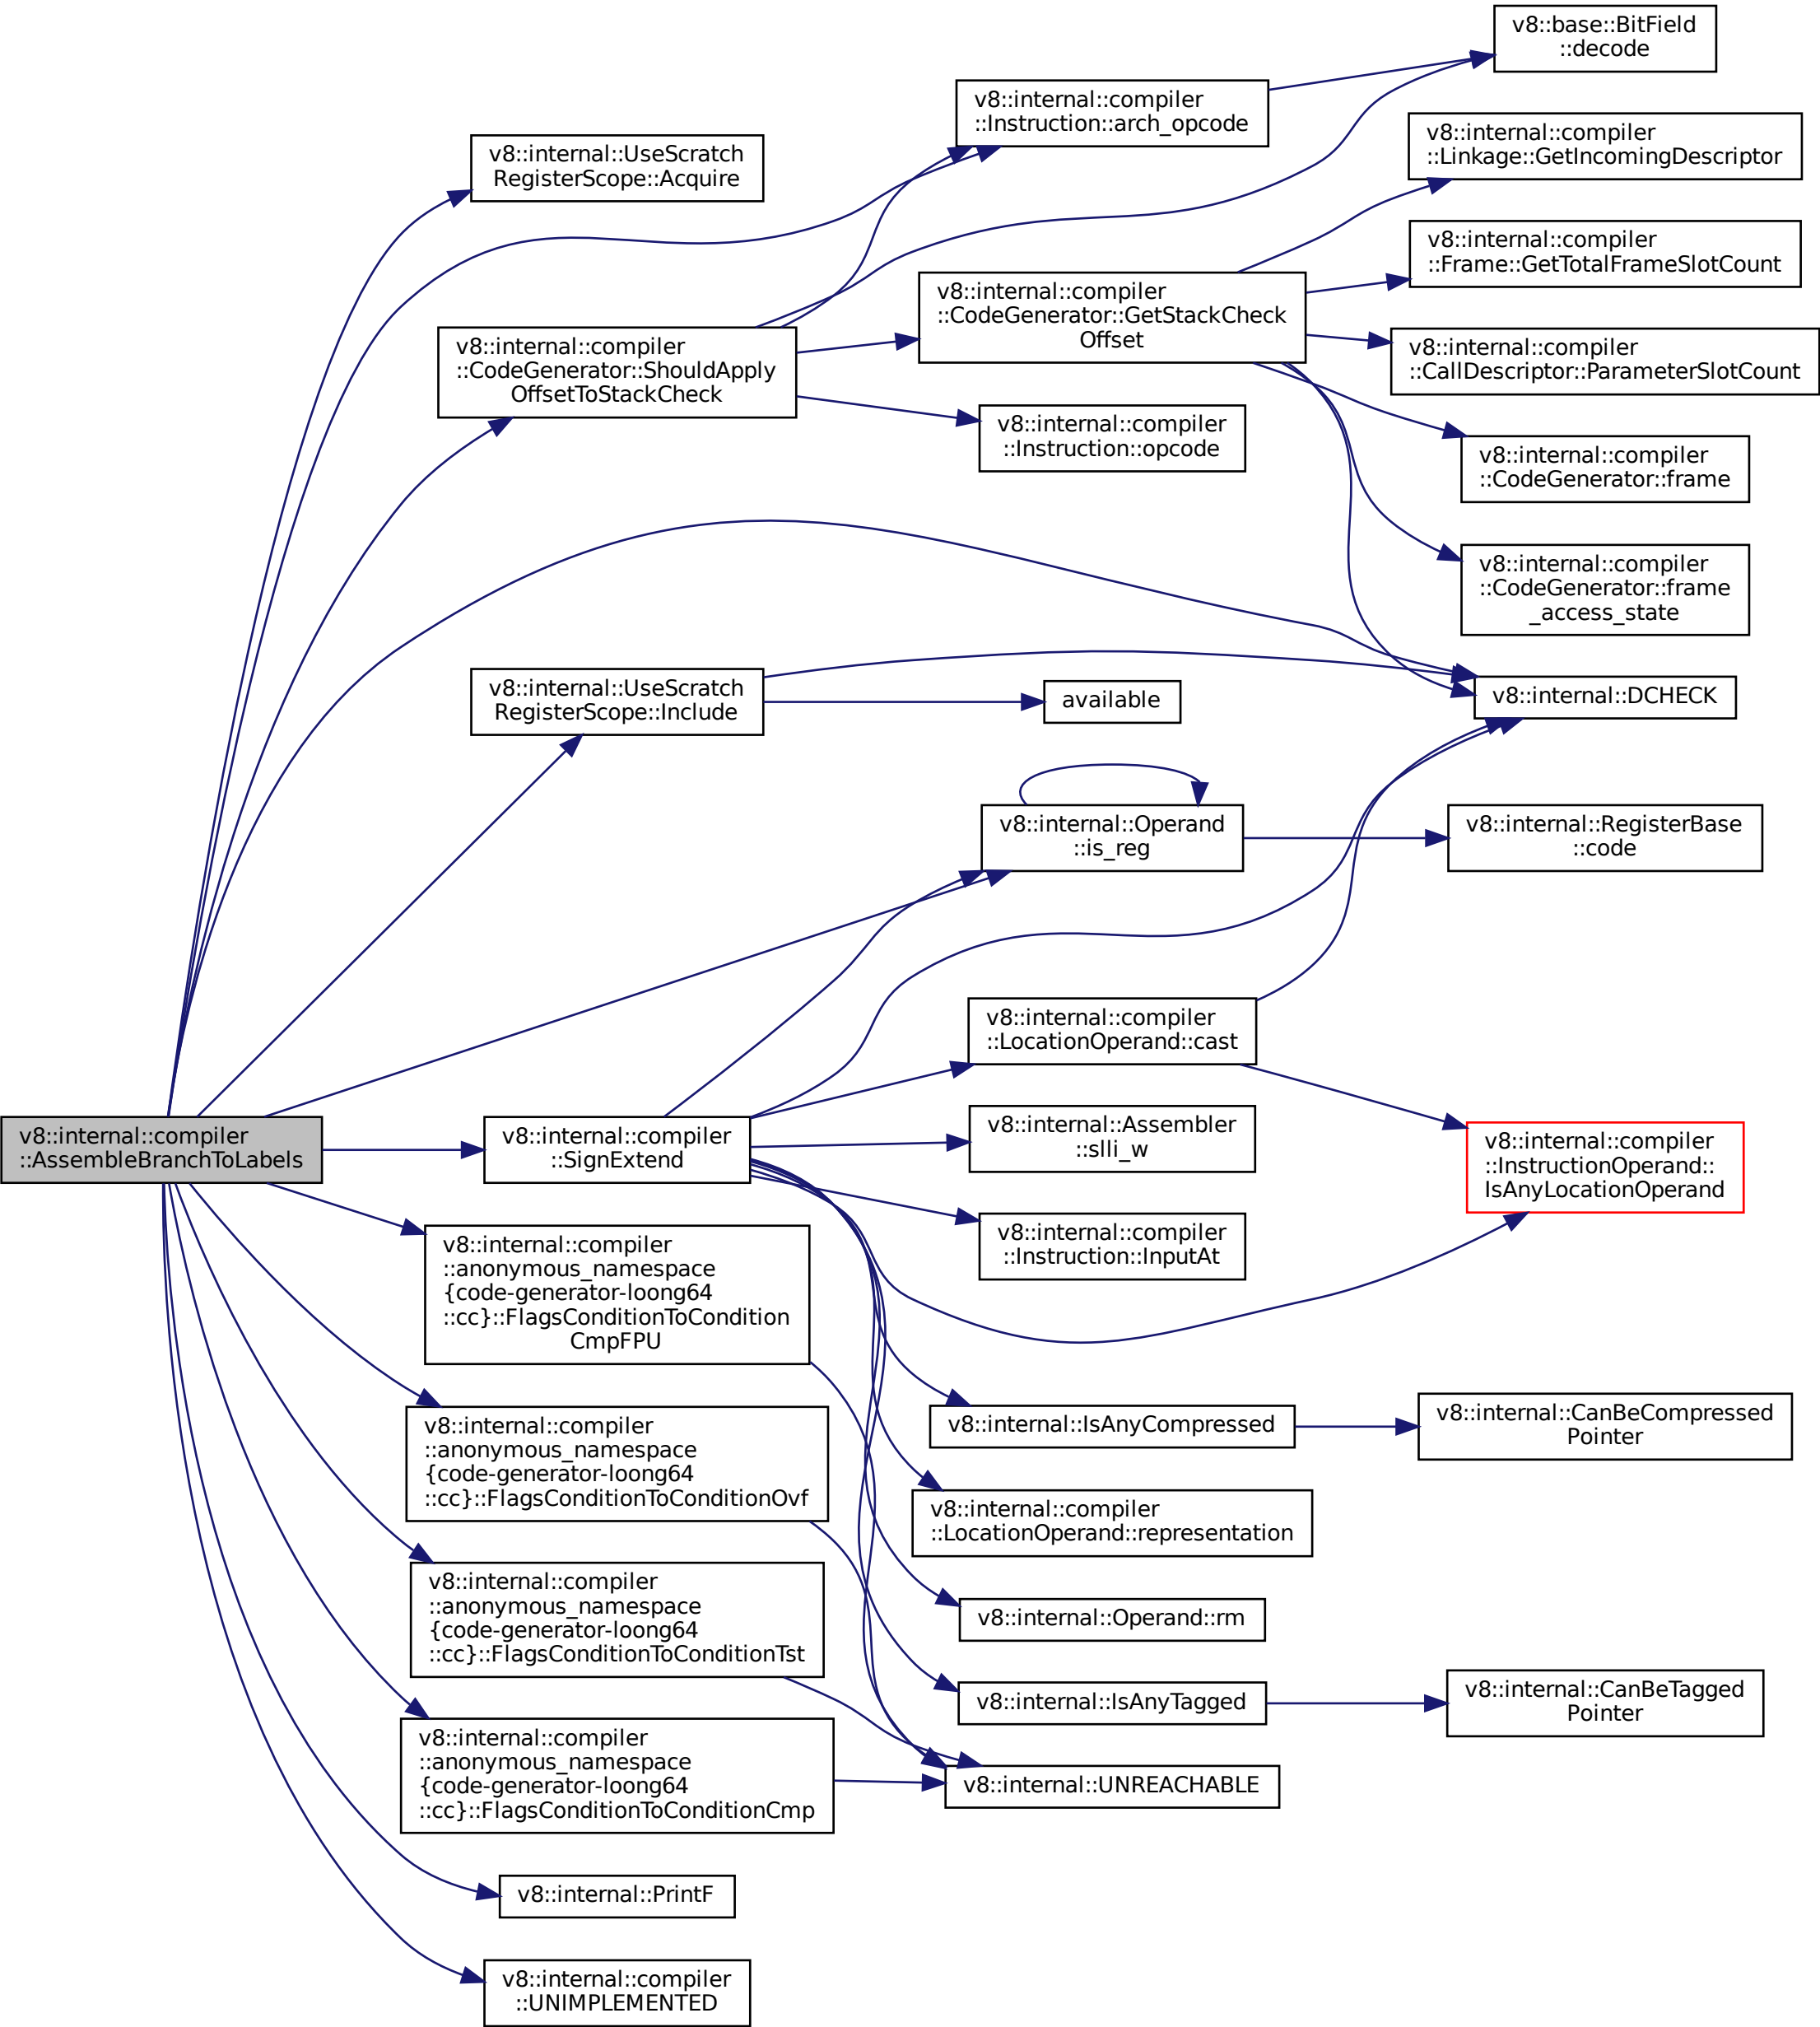 v8::base::BitField
::decode
v8::internal::compiler
::Instruction::arch_opcode
v8::internal::compiler
::Linkage::GetIncomingDescriptor
v8::internal::UseScratch
RegisterScope::Acquire
v8::internal::compiler
::Frame::GetTotalFrameSlotCount
v8::internal::compiler
::CodeGenerator::GetStackCheck
Offset
v8::internal::compiler
::CodeGenerator::ShouldApply
OffsetToStackCheck
v8::internal::compiler
::CallDescriptor::ParameterSlotCount
v8::internal::compiler
::Instruction::opcode
v8::internal::compiler
::CodeGenerator::frame
v8::internal::compiler
::CodeGenerator::frame
_access_state
v8::internal::UseScratch
RegisterScope::Include
available
v8::internal::DCHECK
v8::internal::Operand
::is_reg
v8::internal::RegisterBase
::code
v8::internal::compiler
::LocationOperand::cast
v8::internal::compiler
::AssembleBranchToLabels
v8::internal::compiler
::SignExtend
v8::internal::Assembler
::slli_w
v8::internal::compiler
::InstructionOperand::
IsAnyLocationOperand
v8::internal::compiler
::Instruction::InputAt
v8::internal::compiler
::anonymous_namespace
{code-generator-loong64
::cc}::FlagsConditionToCondition
CmpFPU
v8::internal::IsAnyCompressed
v8::internal::CanBeCompressed
Pointer
v8::internal::compiler
::anonymous_namespace
{code-generator-loong64
::cc}::FlagsConditionToConditionOvf
v8::internal::compiler
::LocationOperand::representation
v8::internal::compiler
::anonymous_namespace
{code-generator-loong64
::cc}::FlagsConditionToConditionTst
v8::internal::Operand::rm
v8::internal::IsAnyTagged
v8::internal::CanBeTagged
Pointer
v8::internal::compiler
::anonymous_namespace
{code-generator-loong64
::cc}::FlagsConditionToConditionCmp
v8::internal::UNREACHABLE
v8::internal::PrintF
v8::internal::compiler
::UNIMPLEMENTED